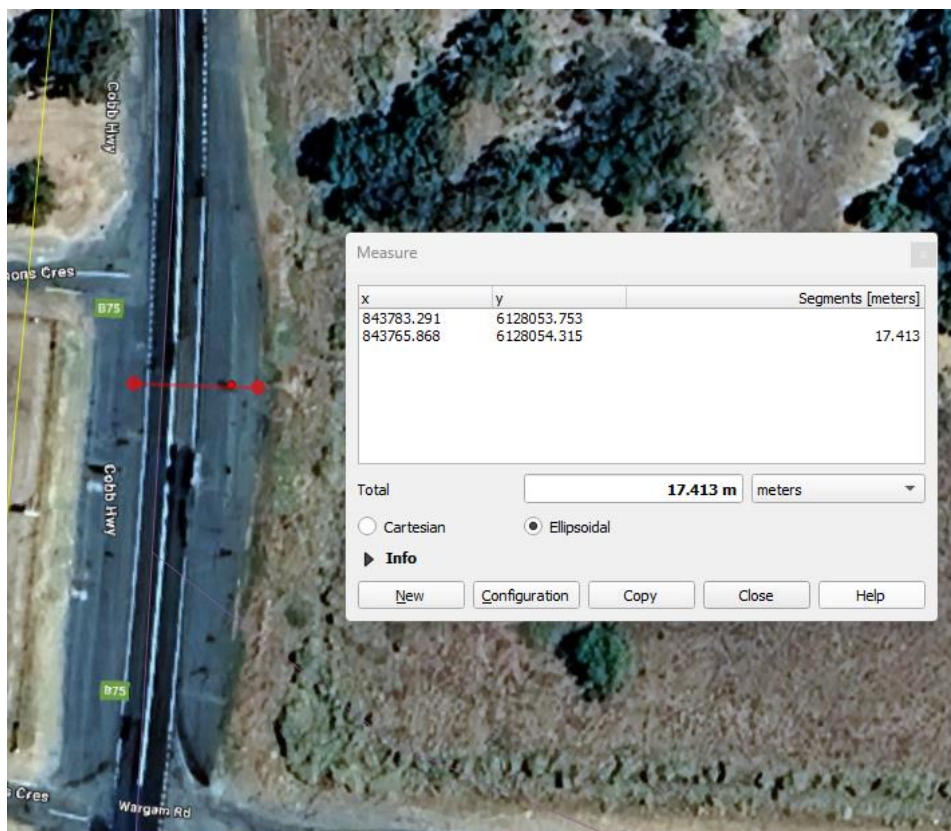 Cobb Hwy
Measure
x y Segments [meters]
843783.291 6128053.753
843765.868 6128054.315 17.413
ons Cres
B75
Cobb Hwy
Total 17.413 m meters
Cartesian Ellipsoidal
Info
New Configuration Copy Close Help
B75
s Cres
Wargam Rd